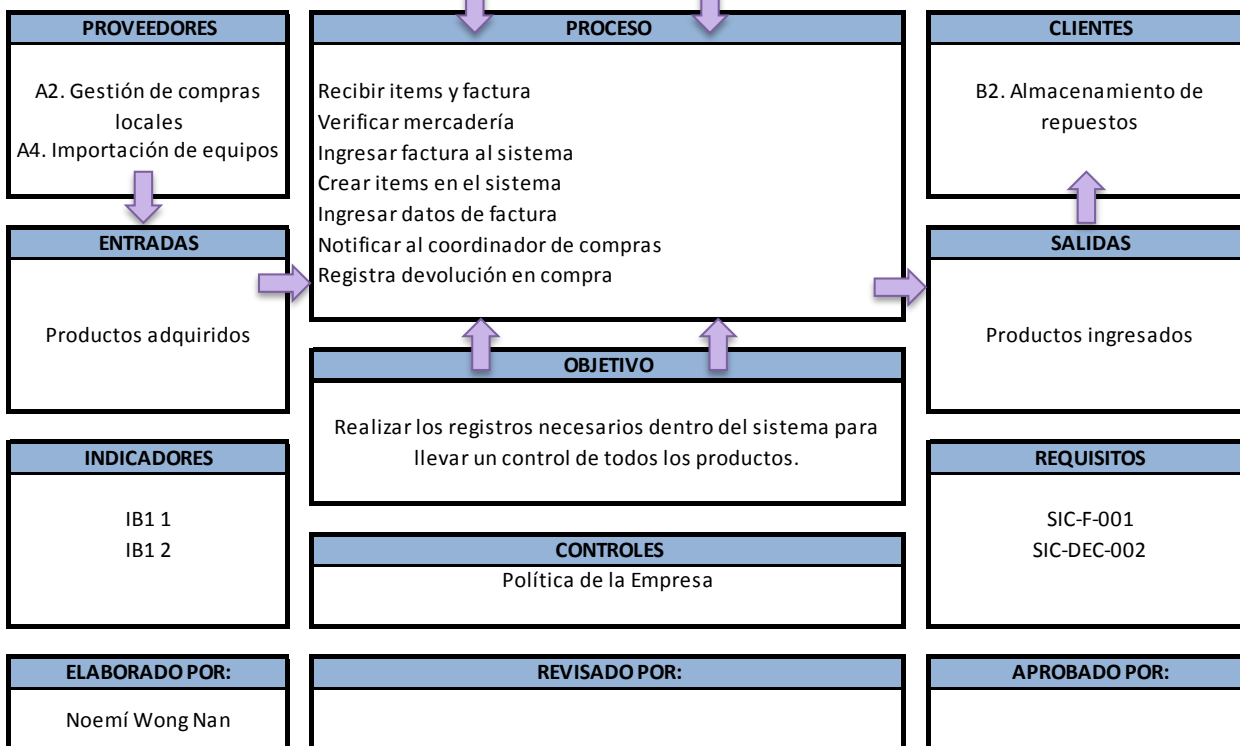 PROVEEDORES
A2. Gestión de compras
locales
A4. Importación de equipos
PROCESO
Recibir items y factura
Verificar mercadería
Ingresar factura al sistema
Crear items en el sistema
Ingresar datos de factura
Notificar al coordinador de compras
Registra devolución en compra
CLIENTES
B2. Almacenamiento de
repuestos
ENTRADAS
Productos adquiridos
SALIDAS
Productos ingresados
OBJETIVO
Realizar los registros necesarios dentro del sistema para
llevar un control de todos los productos.
INDICADORES
IB1 1
IB1 2
REQUISITOS
SIC-F-001
SIC-DEC-002
CONTROLES
Política de la Empresa
ELABORADO POR:
Noemí Wong Nan
REVISADO POR:
APROBADO POR: